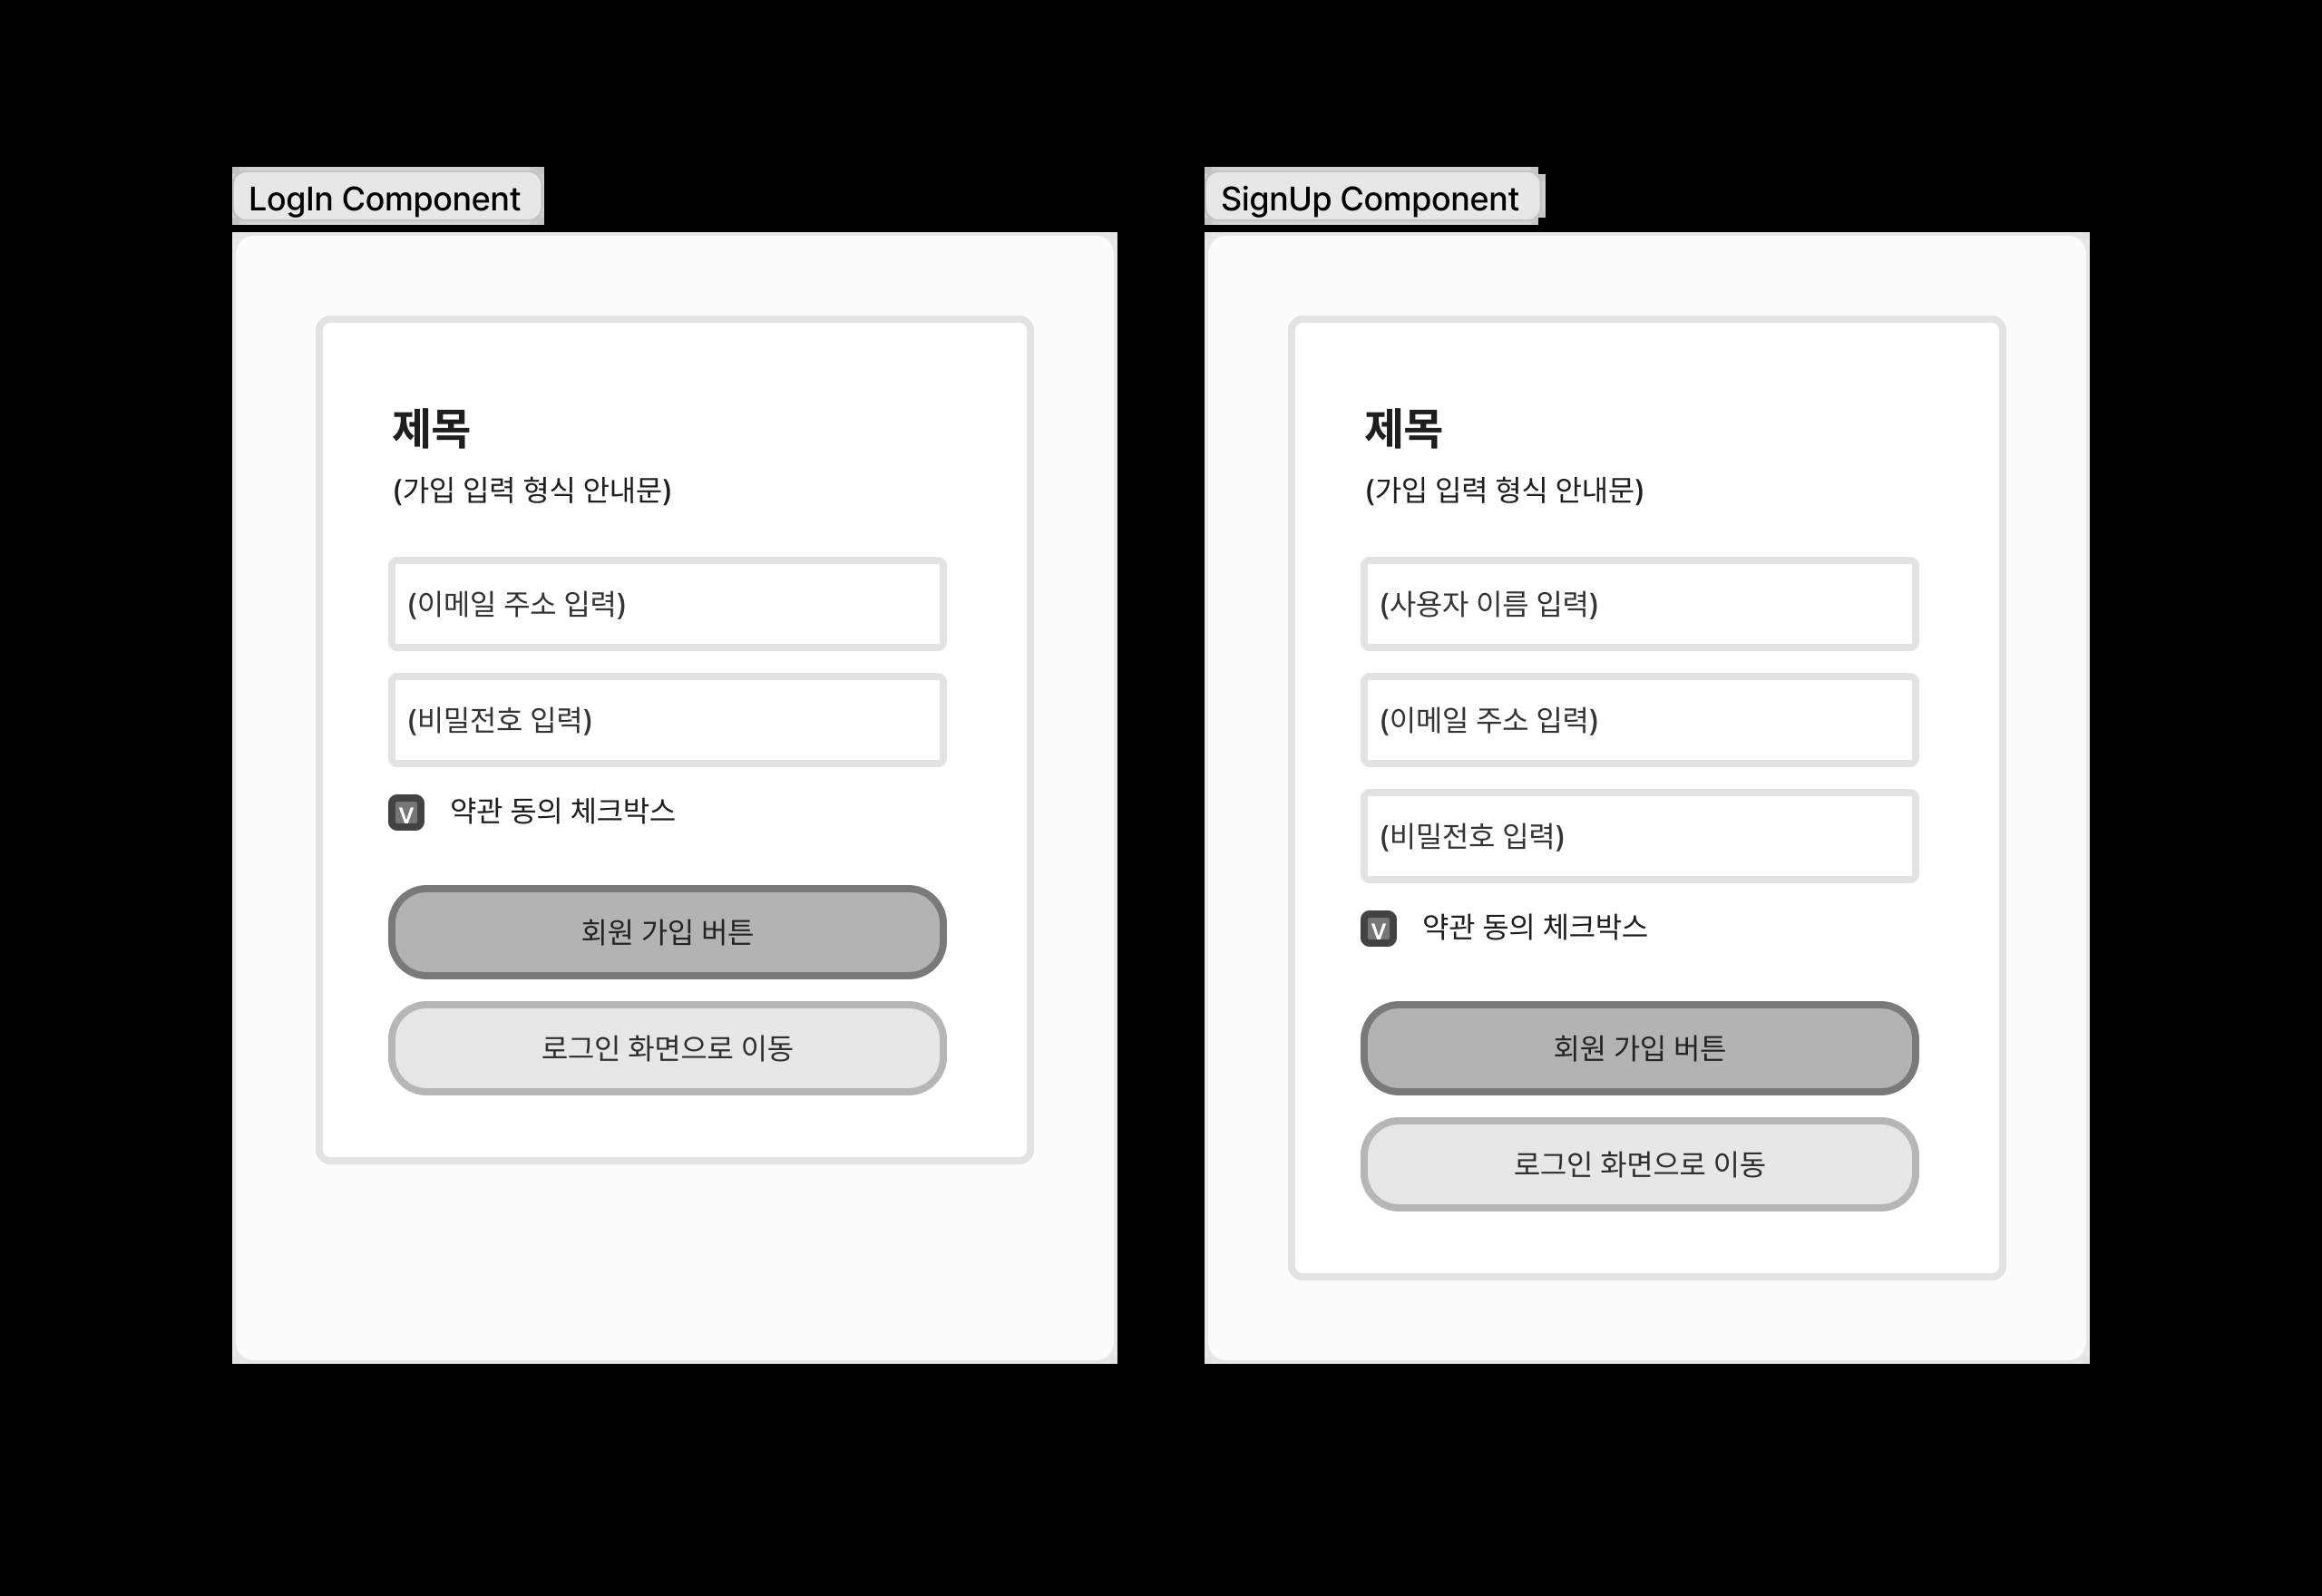 LogIn Component
제목
(가입 입력 형식 안내문)
(이메일 주소 입력)
(비밀전호 입력)
V 약관 동의 체크박스
회원 가입 버튼
로그인 화면으로 이동
SignUp Component
제목
(가입 입력 형식 안내문)
(사용자 이름 입력)
(이메일 주소 입력)
(비밀전호 입력)
V 약관 동의 체크박스
회원 가입 버튼
로그인 화면으로 이동